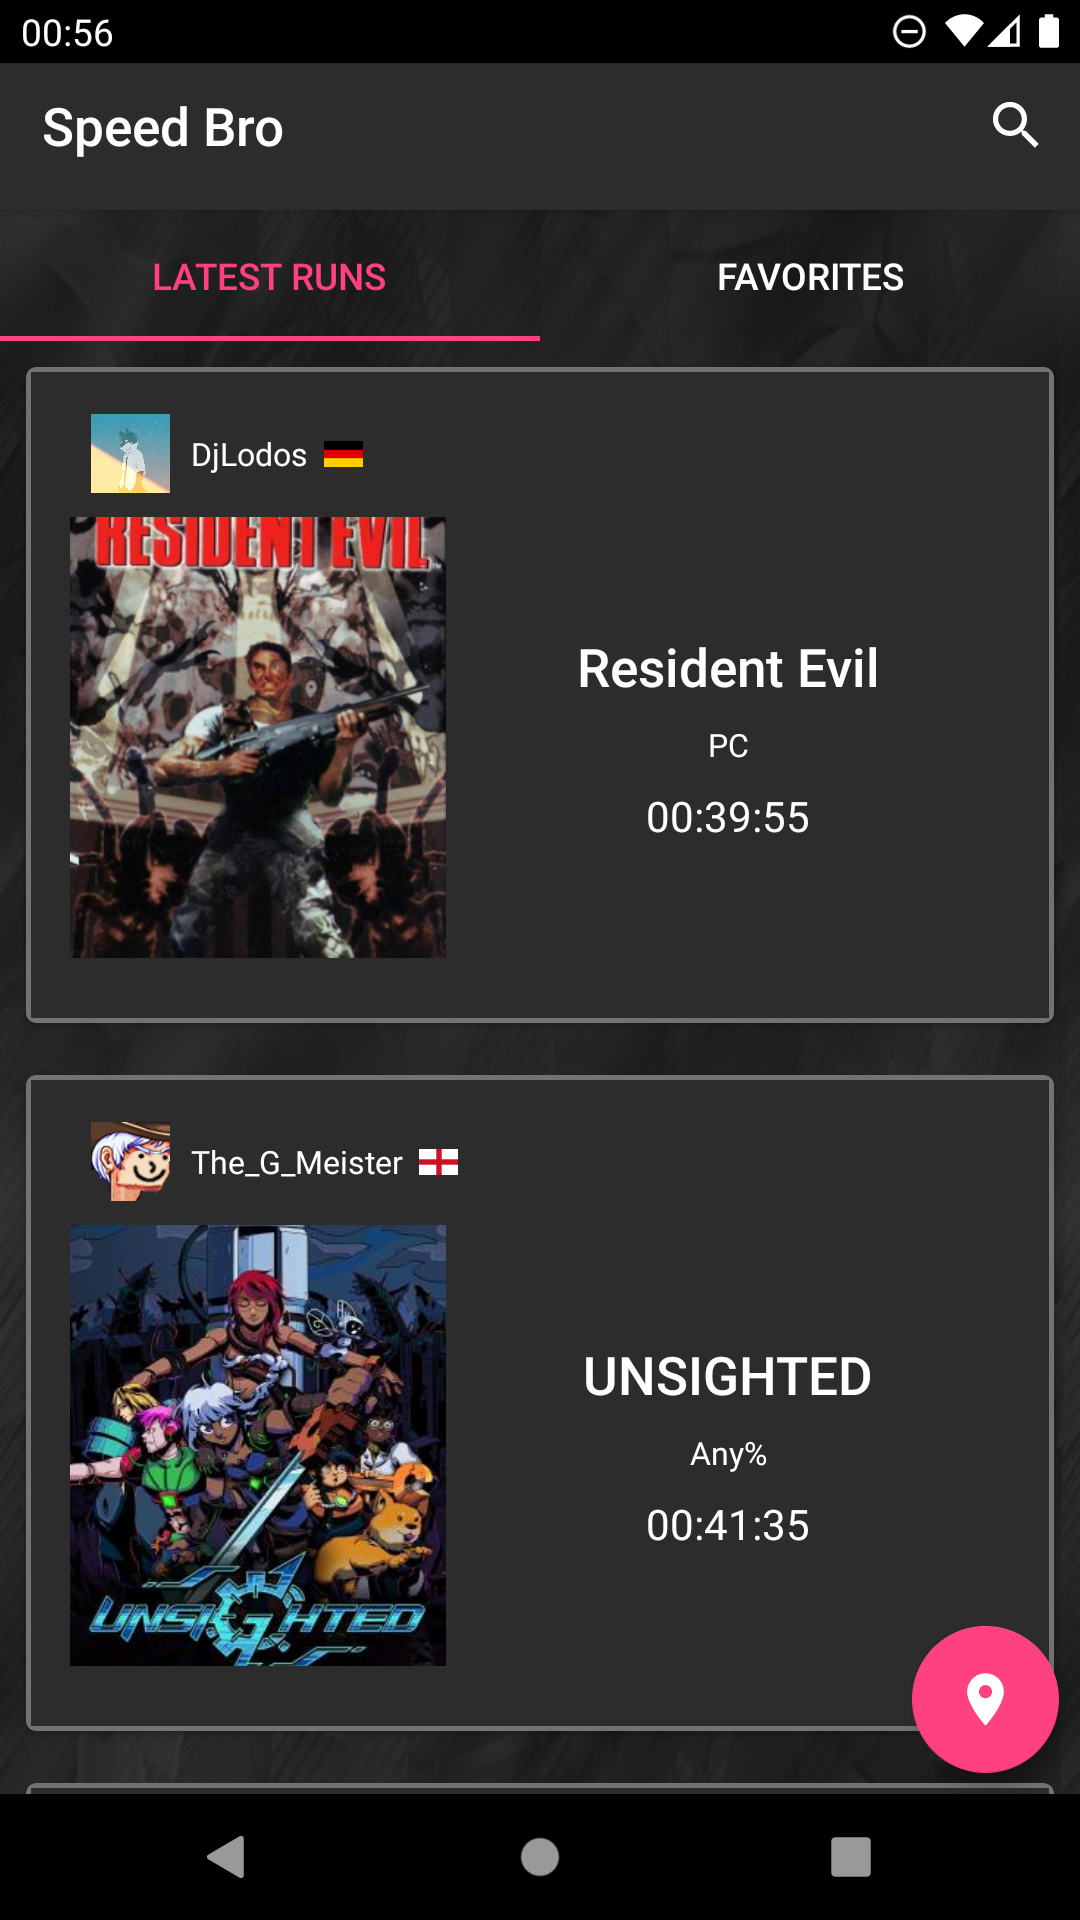 00:56
Speed Bro
LATEST RUNS
FAVORITES
DjLodos
RESIDENT EVIL
Resident Evil
PC
00:39:55
The_G_Meister
UNSIGHTED
Any%
00:41:35
UNSIGHTED